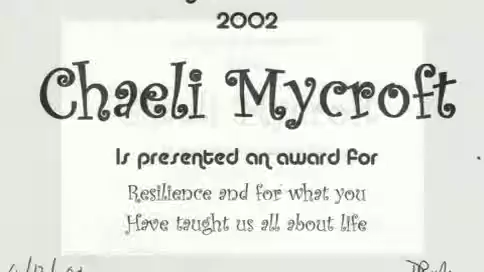 2002
Chaeli Mycroft
Is presented an award for
Resilience and for what you
Have taught us all about life